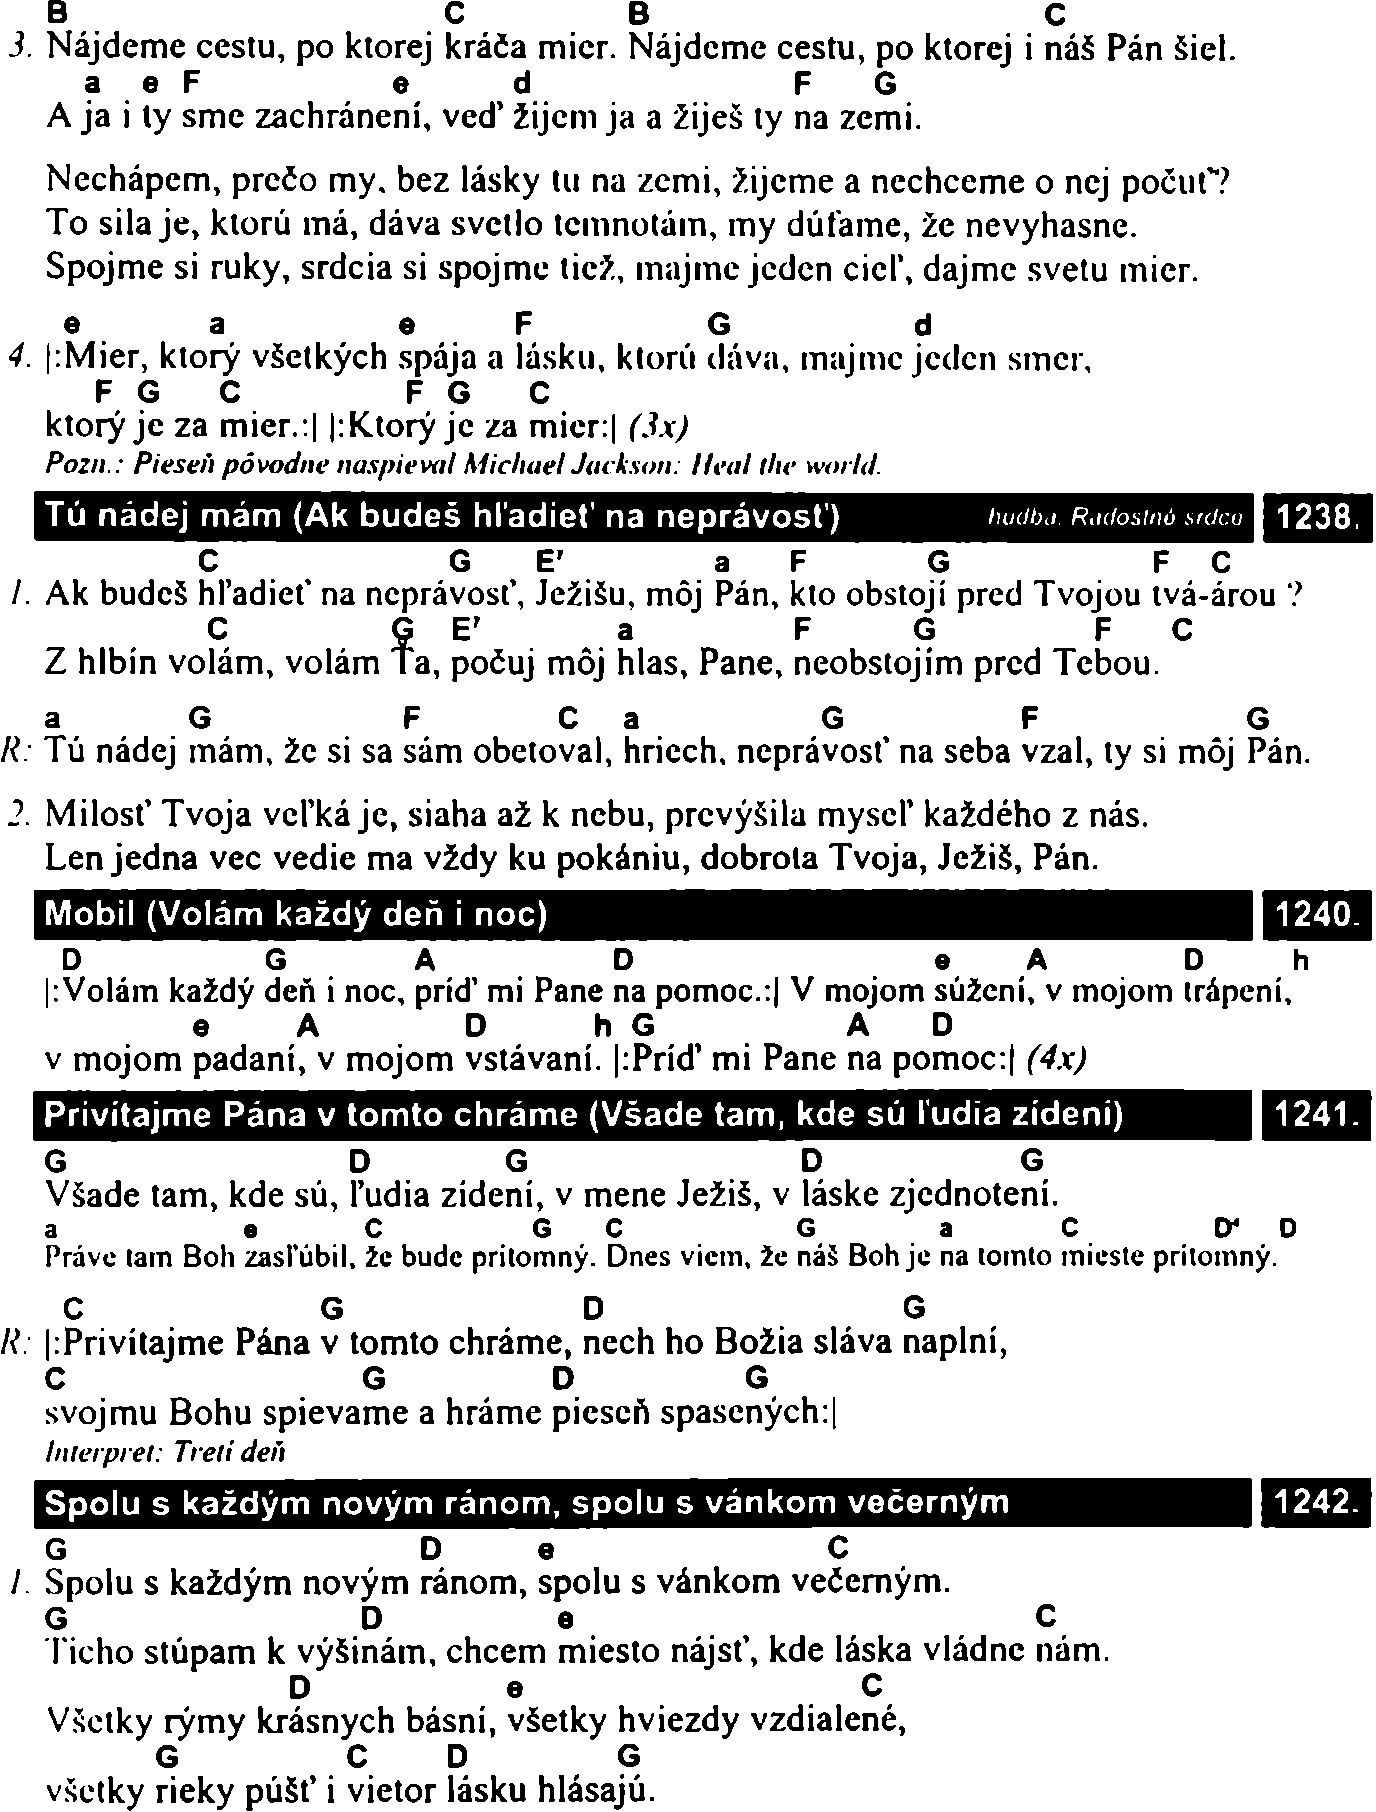 B C B C
3. Nájdeme cestu, po ktorej kráča mier. Nájdeme cestu, po ktorej i náš Pán šiel.
a e F e d F G
A ja i ty sme zachránení, veď žijem ja a žiješ ty na zemi.
Nechápem, prečo my, bez lásky tu na zemi, žijeme a nechceme o nej počuť?
To sila je, ktorú má, dáva svetlo temnotám, my dúfame, že nevyhasne.
Spojme si ruky, srdcia si spojme tiež, majme jeden cieľ, dajme svetu mier.
e a e F G d
4. |:Mier, ktorý všetkých spája a lásku, ktorú dáva, majme jeden smer,
F G C F G C
ktorý je za mier.:| |:Ktorý je za mier:| (3x)
Pozn.: Pieseň pôvodne naspieval Michael Jackson: Heal the world.
Tú nádej mám (Ak budeš hľadieť na neprávosť) hudba: Radostné srdce 1238.
C G E' a F G F C
1. Ak budeš hľadieť na neprávosť, Ježišu, môj Pán, kto obstojí pred Tvojou tvá-árou ?
C G E' a F G F C
Z hlbín volám, volám Ťa, počuj môj hlas, Pane, neobstojím pred Tebou.
a G F C a G F G
R: Tú nádej mám, že si sa sám obetoval, hriech, neprávosť na seba vzal, ty si môj Pán.
2. Milosť Tvoja veľká je, siaha až k nebu, prevýšila myseľ každého z nás.
Len jedna vec vedie ma vždy ku pokániu, dobrota Tvoja, Ježiš, Pán.
Mobil (Volám každý deň i noc) 1240.
D G A D e A D h
|:Volám každý deň i noc, príď mi Pane na pomoc.:| V mojom súžení, v mojom trápení,
e A D h G A D
v mojom padaní, v mojom vstávaní. |:Príď mi Pane na pomoc:| (4x)
Privítajme Pána v tomto chráme (Všade tam, kde sú ľudia zídení) 1241.
G D G D G
Všade tam, kde sú, ľudia zídení, v mene Ježiš, v láske zjednotení.
a e C G C G a C D⁴ D
Práve tam Boh zasľúbil, že bude prítomný. Dnes viem, že náš Boh je na tomto mieste prítomný.
C G D G
R: |:Privítajme Pána v tomto chráme, nech ho Božia sláva naplní,
C G D G
svojmu Bohu spievame a hráme pieseň spasených:|
Interpret: Tretí deň
Spolu s každým novým ránom, spolu s vánkom večerným 1242.
G D e C
1. Spolu s každým novým ránom, spolu s vánkom večerným.
G D e C
Ticho stúpam k výšinám, chcem miesto nájsť, kde láska vládne nám.
D e C
Všetky rýmy krásnych básní, všetky hviezdy vzdialené,
G C D G
všetky rieky púšť i vietor lásku hlásajú.